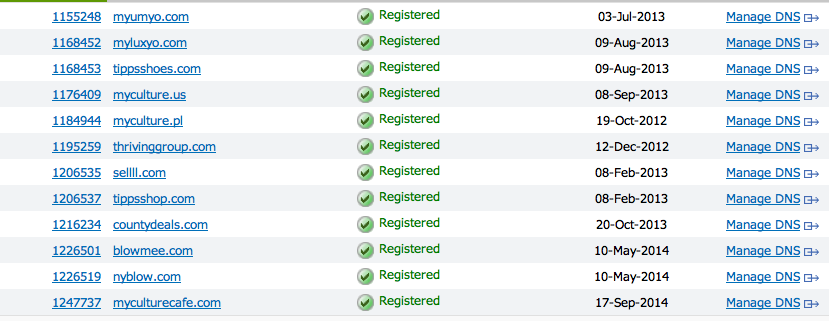 1155248 myumyo.com Registered 03-Jul-2013 Manage DNS
1168452 myluxyo.com Registered 09-Aug-2013 Manage DNS
1168453 tippsshoes.com Registered 09-Aug-2013 Manage DNS
1176409 myculture.us Registered 08-Sep-2013 Manage DNS
1184944 myculture.pl Registered 19-Oct-2012 Manage DNS
1195259 thrivinggroup.com Registered 12-Dec-2012 Manage DNS
1206535 sellll.com Registered 08-Feb-2013 Manage DNS
1206537 tippsshop.com Registered 08-Feb-2013 Manage DNS
1216234 countydeals.com Registered 20-Oct-2013 Manage DNS
1226501 blowmee.com Registered 10-May-2014 Manage DNS
1226519 nyblow.com Registered 10-May-2014 Manage DNS
1247737 myculturecafe.com Registered 17-Sep-2014 Manage DNS